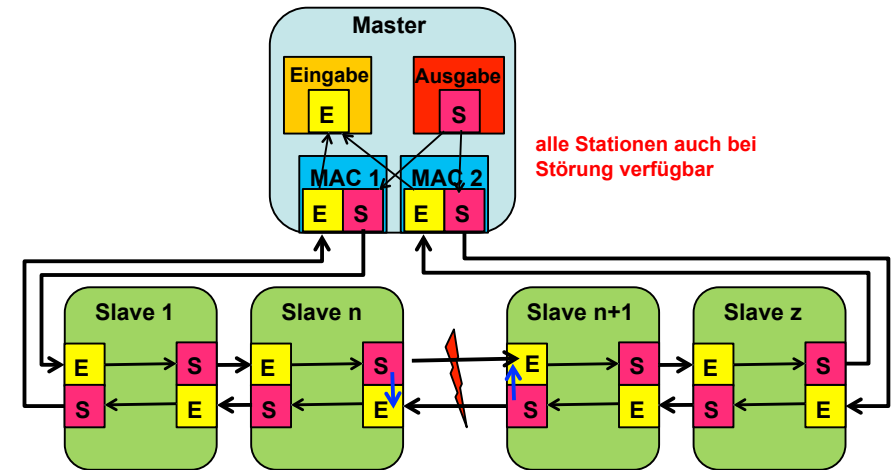 Master
Eingabe
Ausgabe
E
S
alle Stationen auch bei
Störung verfügbar
MAC 1
MAC 2
E S
E S
Slave 1
Slave n
Slave n+1
Slave z
E S E S E S E S
S E S E S E S E